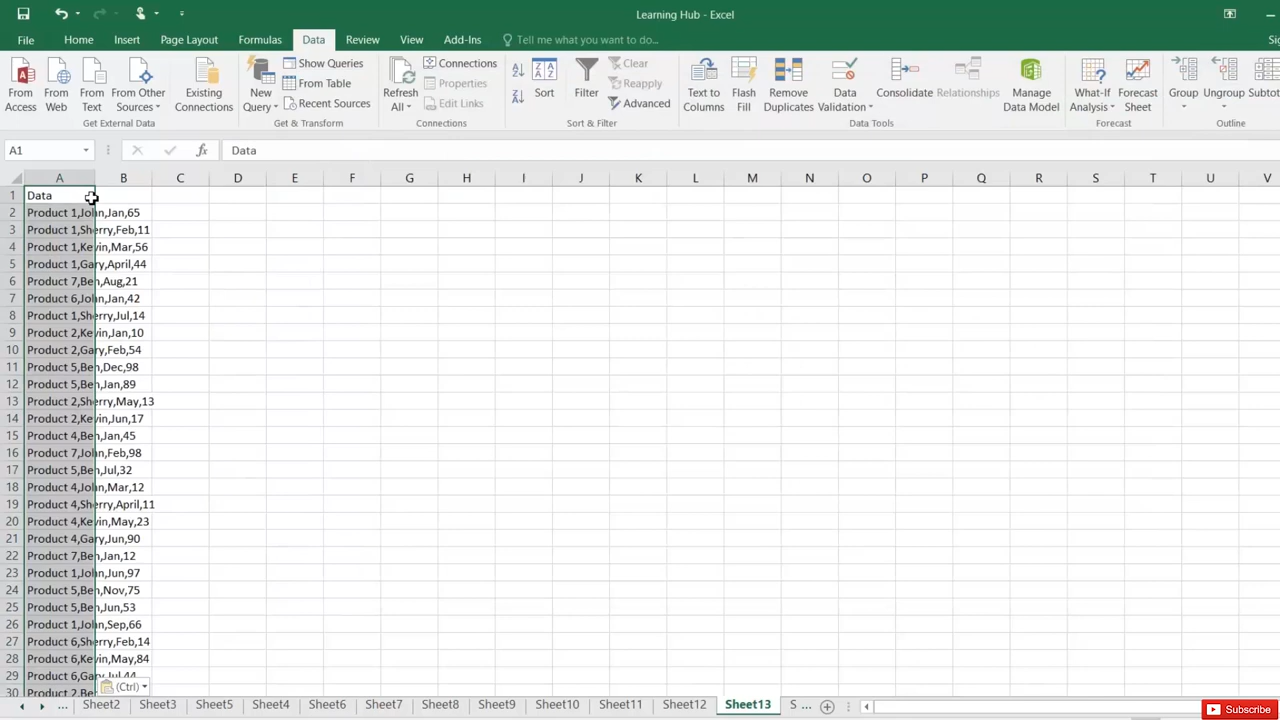 Learning Hub - Excel
File Home Insert Page Layout Formulas Data Review View Add-Ins Tell me what you want to do...
From Access
From Web
From Text
From Other Sources
Existing Connections
Get External Data
New Query
Show Queries
From Table
Recent Sources
Get & Transform
Refresh All
Connections
Properties
Edit Links
Connections
Sort
Filter
Clear
Reapply
Advanced
Sort & Filter
Text to Columns
Flash Fill
Remove Duplicates
Data Validation
Consolidate
Relationships
Manage Data Model
Data Tools
What-If Analysis
Forecast Sheet
Forecast
Group
Ungroup
Outline
A1 fx Data
A B C D E F G H I J K L M N O P Q R S T U V
1 Data
2 Product 1,John,Jan,65
3 Product 1,Sherry,Feb,11
4 Product 1,Kevin,Mar,56
5 Product 1,Gary,April,44
6 Product 7,Ben,Aug,21
7 Product 6,John,Jan,42
8 Product 1,Sherry,Jul,14
9 Product 2,Kevin,Jan,10
10 Product 2,Gary,Feb,54
11 Product 5,Ben,Dec,98
12 Product 5,Ben,Jan,89
13 Product 2,Sherry,May,13
14 Product 2,Kevin,Jun,17
15 Product 4,Ben,Jan,45
16 Product 7,John,Feb,98
17 Product 5,Ben,Jul,32
18 Product 4,John,Mar,12
19 Product 4,Sherry,April,11
20 Product 4,Kevin,May,23
21 Product 4,Gary,Jun,90
22 Product 7,Ben,Jan,12
23 Product 1,John,Jun,97
24 Product 5,Ben,Nov,75
25 Product 5,Ben,Jun,53
26 Product 1,John,Sep,66
27 Product 6,Sherry,Feb,14
28 Product 6,Kevin,May,84
29 Product 6,Gary,Jul,44
30 Product 2,Be
(Ctrl)
... Sheet2 Sheet3 Sheet5 Sheet4 Sheet6 Sheet7 Sheet8 Sheet9 Sheet10 Sheet11 Sheet12 Sheet13 S ...
Subscribe